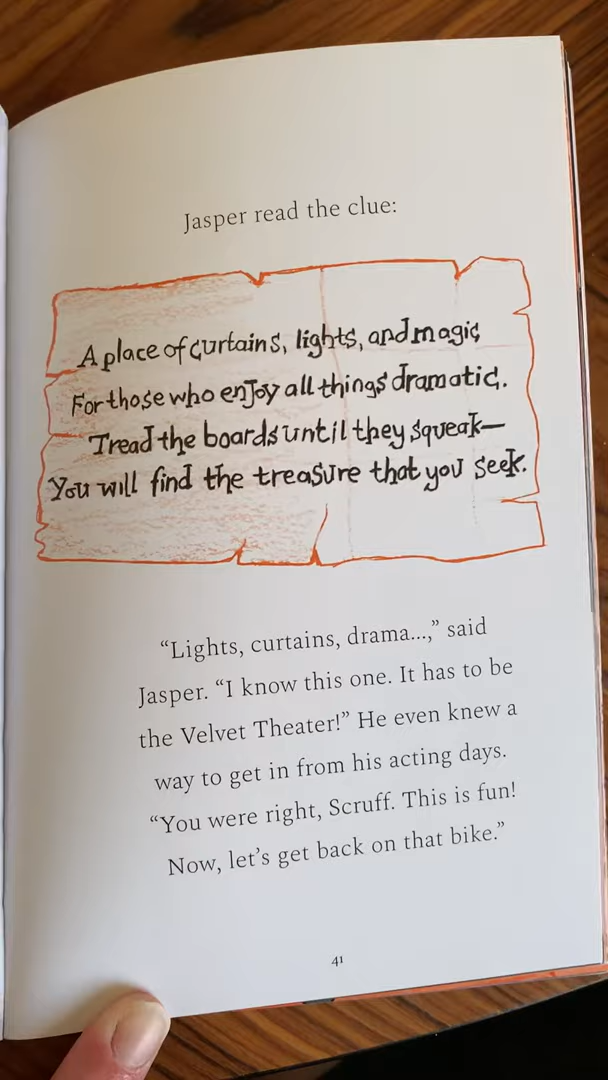 Jasper read the clue:
A place of curtains, lights, and magic
For those who enjoy all things dramatic.
Tread the boards until they squeak—
You will find the treasure that you seek.
“Lights, curtains, drama...,” said
Jasper. “I know this one. It has to be
the Velvet Theater!” He even knew a
way to get in from his acting days.
“You were right, Scruff. This is fun!
Now, let’s get back on that bike.”
41